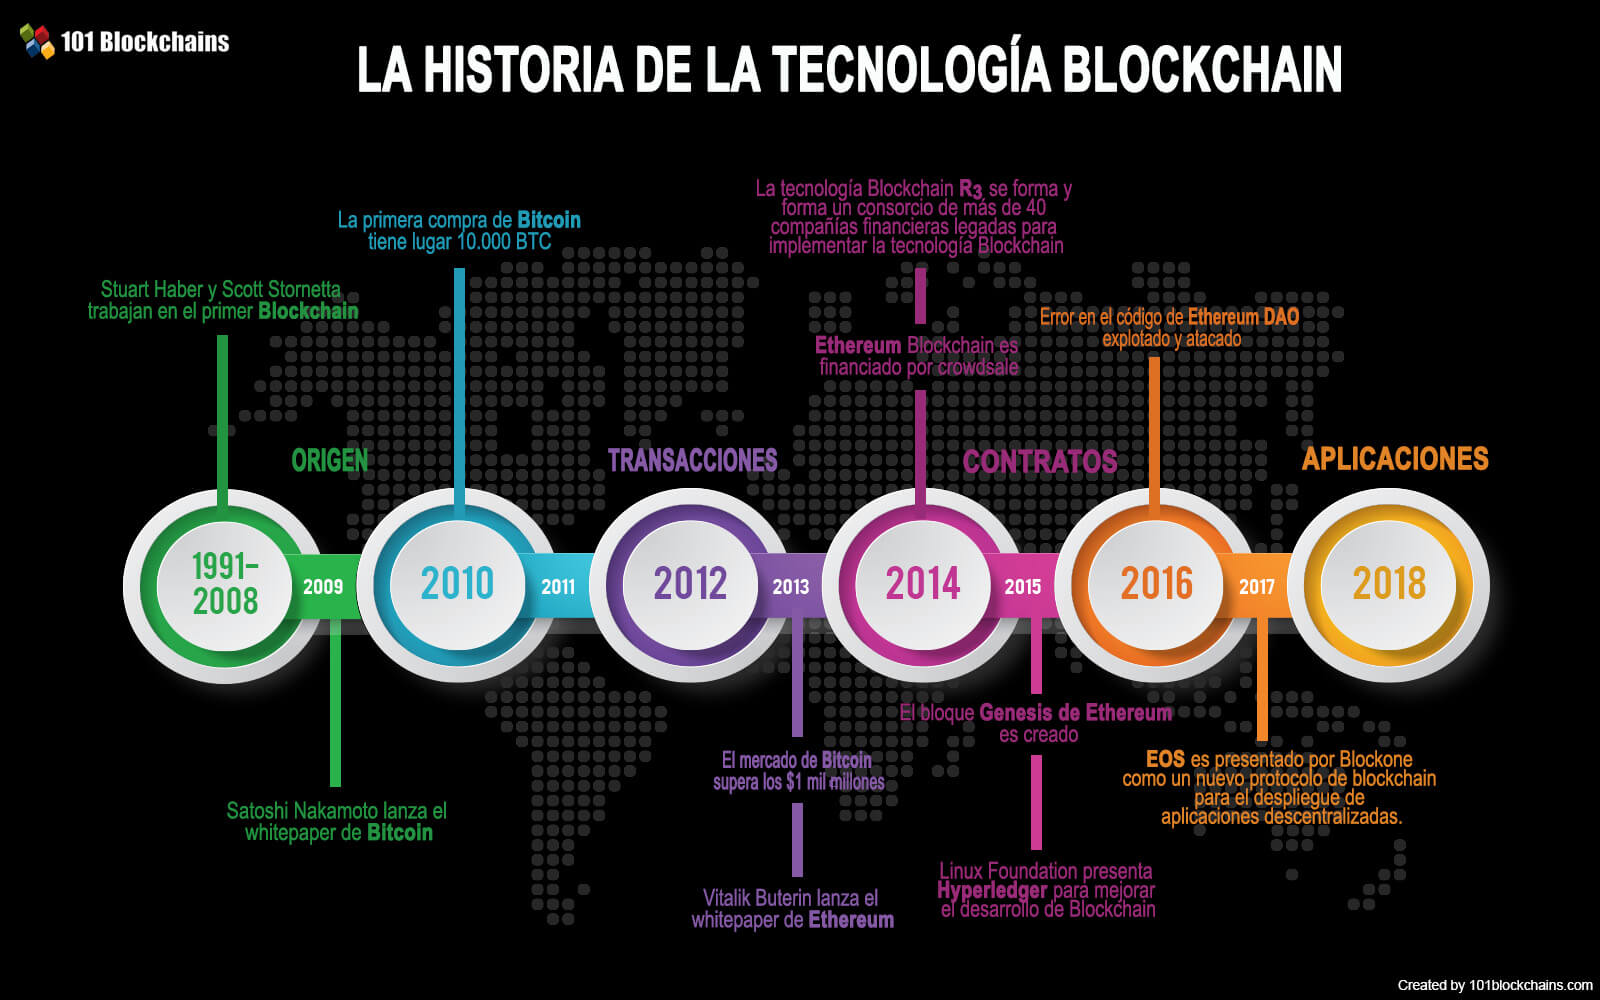 101 Blockchains
LA HISTORIA DE LA TECNOLOGÍA BLOCKCHAIN
Stuart Haber y Scott Stornetta
trabajan en el primer Blockchain
La primera compra de Bitcoin
tiene lugar 10.000 BTC
La tecnología Blockchain R3, se forma y
forma un consorcio de más de 40
compañías financieras legadas para
implementar la tecnología Blockchain
Ethereum Blockchain es
financiado por crowdsale
Error en el código de Ethereum DAO
explotado y atacado
ORIGEN
TRANSACCIONES
CONTRATOS
APLICACIONES
1991-
2008
2009
2010
2011
2012
2013
2014
2015
2016
2017
2018
Satoshi Nakamoto lanza el
whitepaper de Bitcoin
El mercado de Bitcoin
supera los $1 mil millones
Vitalik Buterin lanza el
whitepaper de Ethereum
El bloque Genesis de Ethereum
es creado
Linux Foundation presenta
Hyperledger para mejorar
el desarrollo de Blockchain
EOS es presentado por Blockone
como un nuevo protocolo de blockchain
para el despliegue de
aplicaciones descentralizadas.
Created by 101blockchains.com